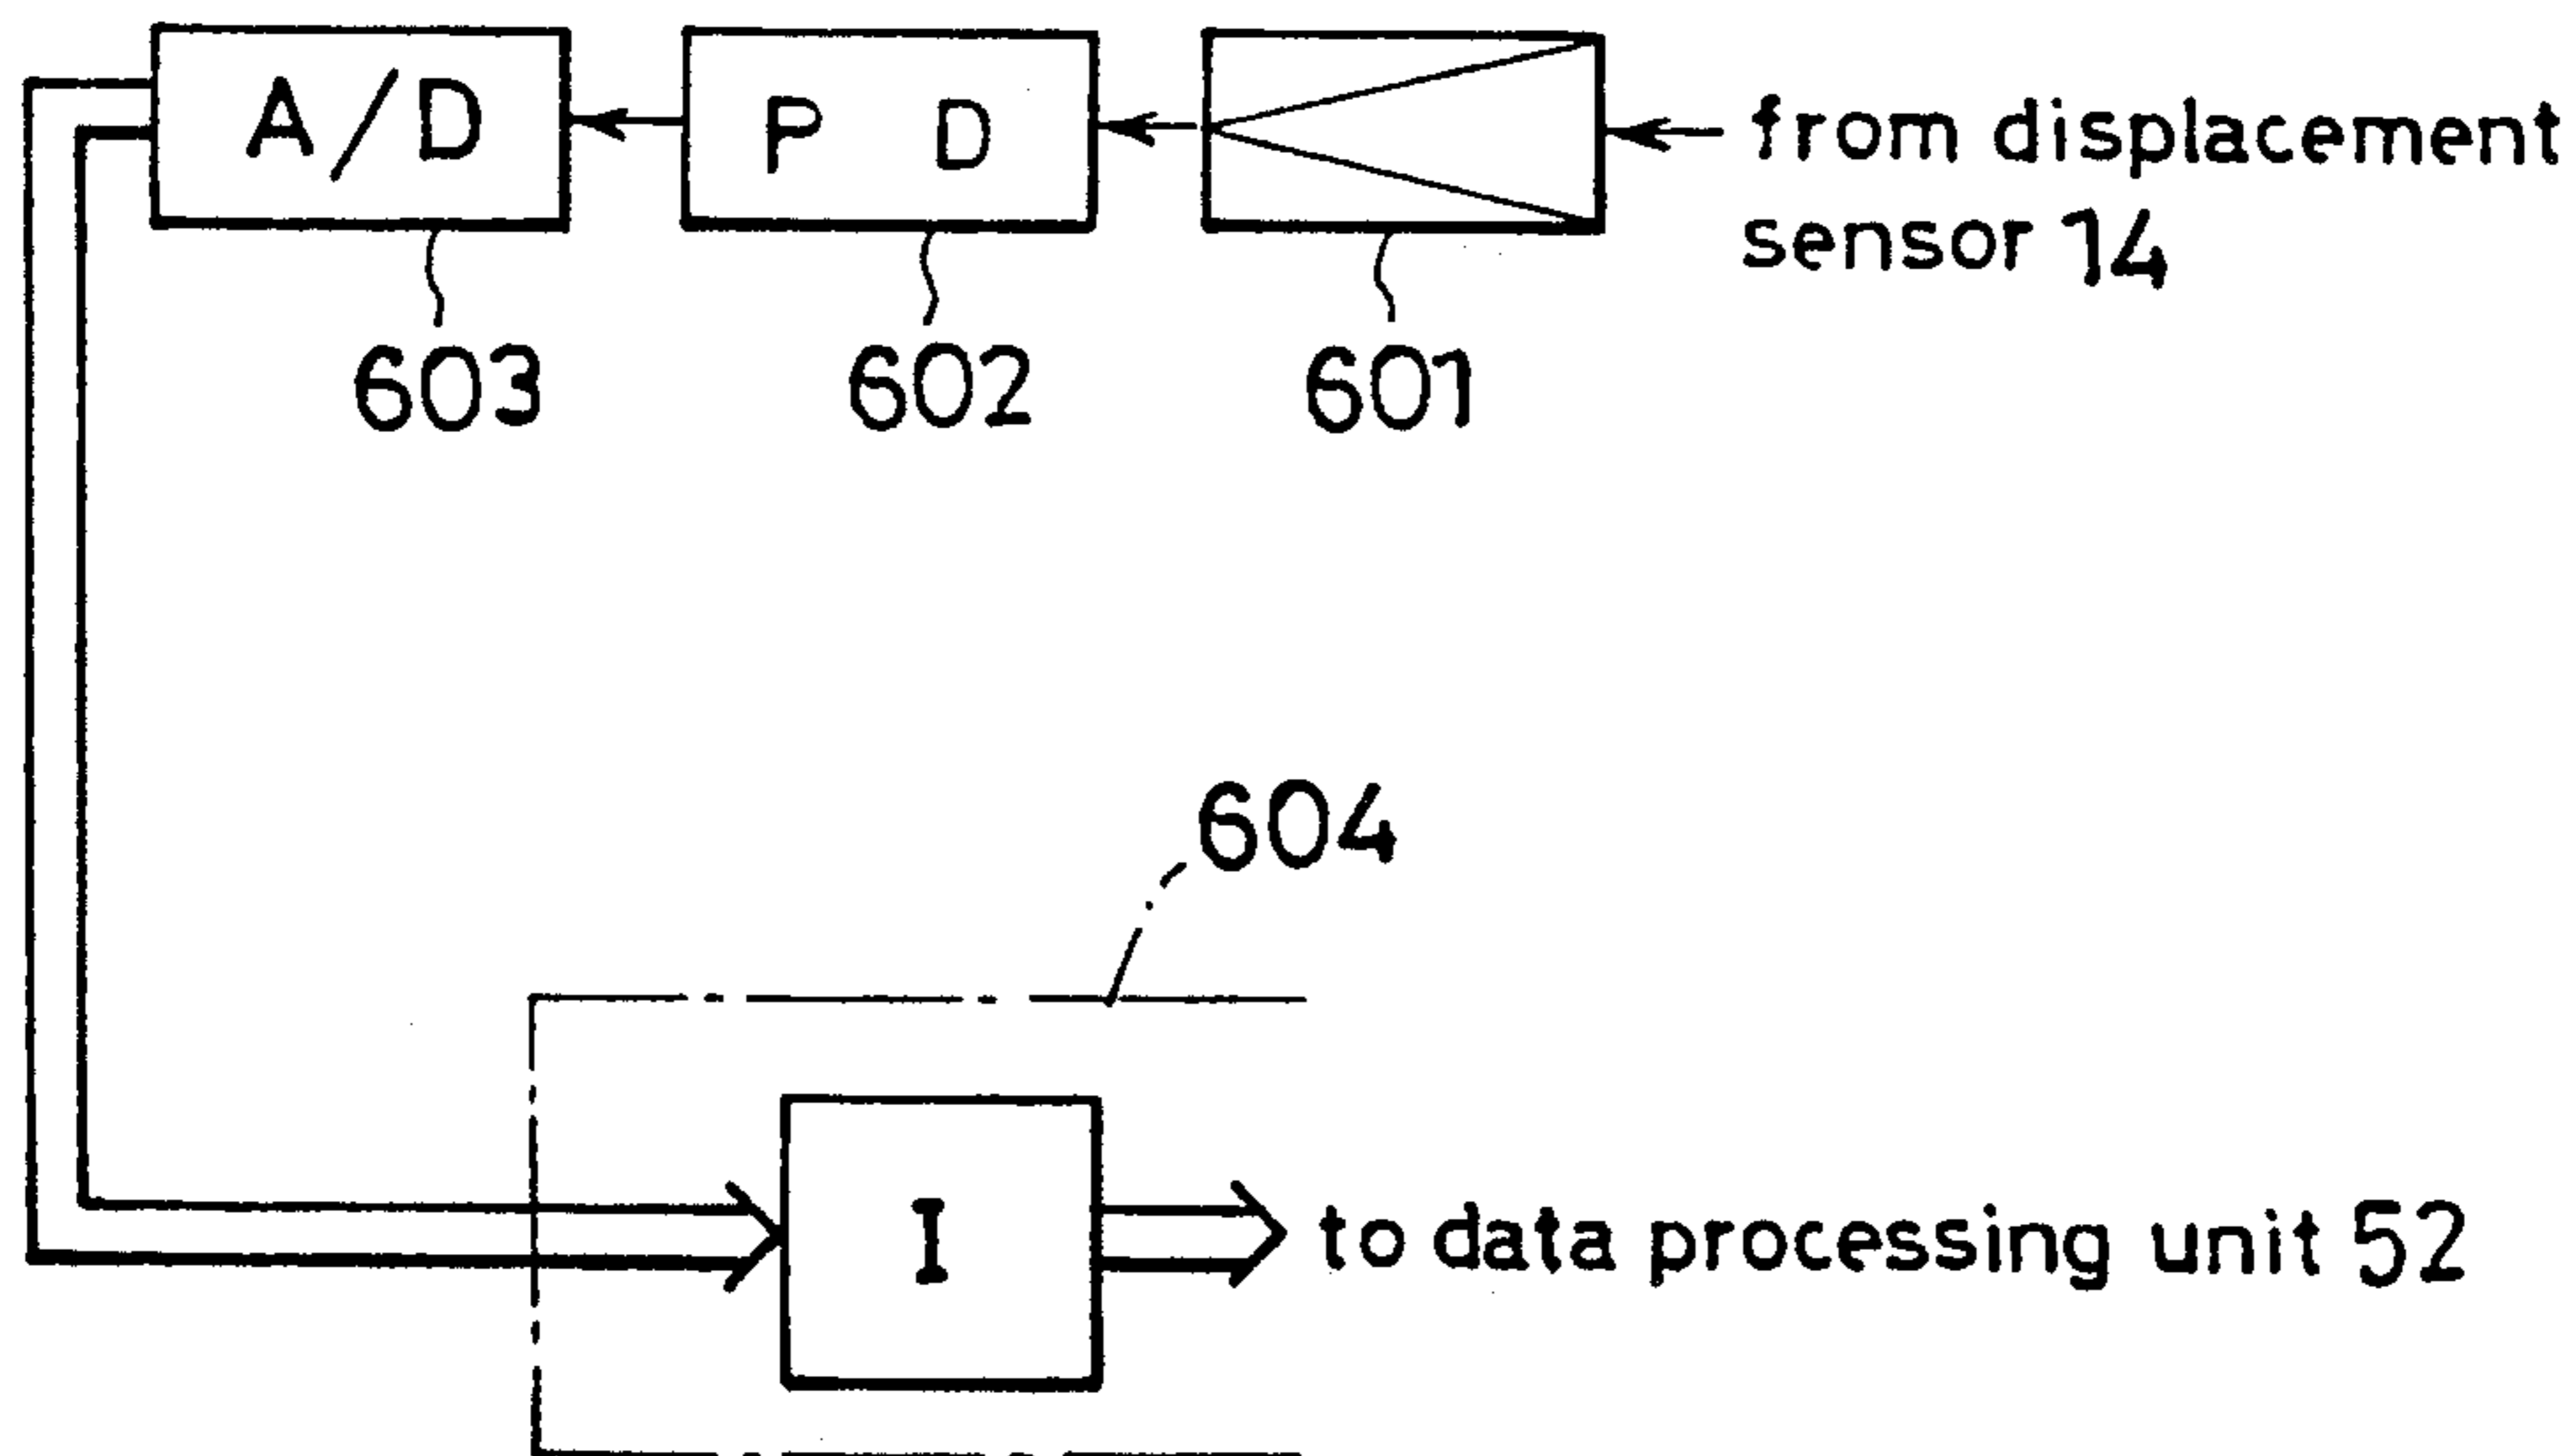 A/D
P D
from displacement
sensor 14
603
602
601
604
I
to data processing unit 52